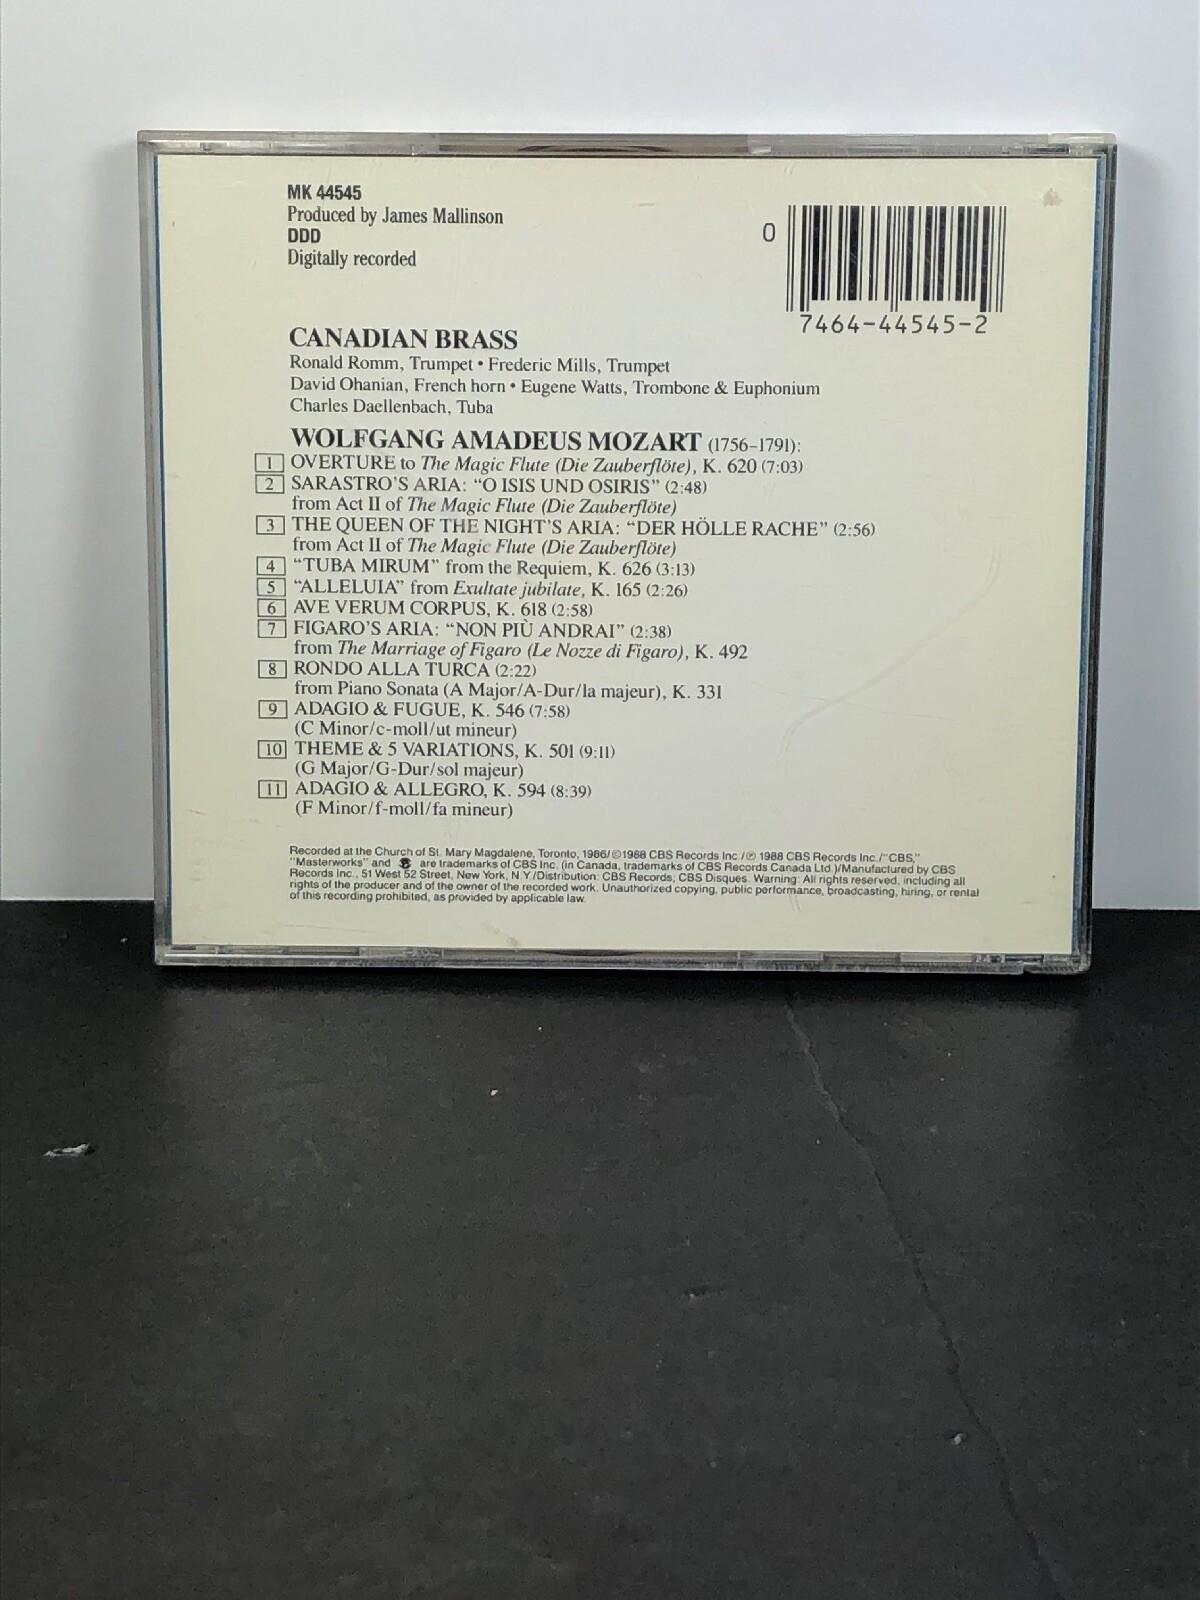 MK 44545
Produced by James Mallinson
DDD
Digitally recorded
0
7464-44545-2
CANADIAN BRASS
Ronald Romm, Trumpet • Frederic Mills, Trumpet
David Ohanian, French horn • Eugene Watts, Trombone & Euphonium
Charles Daellenbach, Tuba
WOLFGANG AMADEUS MOZART (1756–1791):
1 OVERTURE to The Magic Flute (Die Zauberflöte), K. 620 (7:03)
2 SARASTRO'S ARIA: “O ISIS UND OSIRIS” (2:48)
from Act II of The Magic Flute (Die Zauberflöte)
3 THE QUEEN OF THE NIGHT'S ARIA: “DER HÖLLE RACHE” (2:56)
from Act II of The Magic Flute (Die Zauberflöte)
4 “TUBA MIRUM” from the Requiem, K. 626 (3:13)
5 “ALLELUIA” from Exultate jubilate, K. 165 (2:26)
6 AVE VERUM CORPUS, K. 618 (2:58)
7 FIGARO'S ARIA: “NON PIÙ ANDRAI” (2:38)
from The Marriage of Figaro (Le Nozze di Figaro), K. 492
8 RONDO ALLA TURCA (2:22)
from Piano Sonata (A Major/A-Dur/la majeur), K. 331
9 ADAGIO & FUGUE, K. 546 (7:58)
(C Minor/c-moll/ut mineur)
10 THEME & 5 VARIATIONS, K. 501 (9:11)
(G Major/G-Dur/sol majeur)
11 ADAGIO & ALLEGRO, K. 594 (8:39)
(F Minor/f-moll/fa mineur)
Recorded at the Church of St. Mary Magdalene, Toronto, 1986/©1988 CBS Records Inc./℗ 1988 CBS Records Inc./"CBS,"
"Masterworks" and are trademarks of CBS Inc. (in Canada, trademarks of CBS Records Canada Ltd.)/Manufactured by CBS
Records Inc., 51 West 52 Street, New York, N.Y./Distribution: CBS Records; CBS Disques. Warning: All rights reserved, including all
rights of the producer and of the owner of the recorded work. Unauthorized copying, public performance, broadcasting, hiring, or rental
of this recording prohibited, as provided by applicable law.